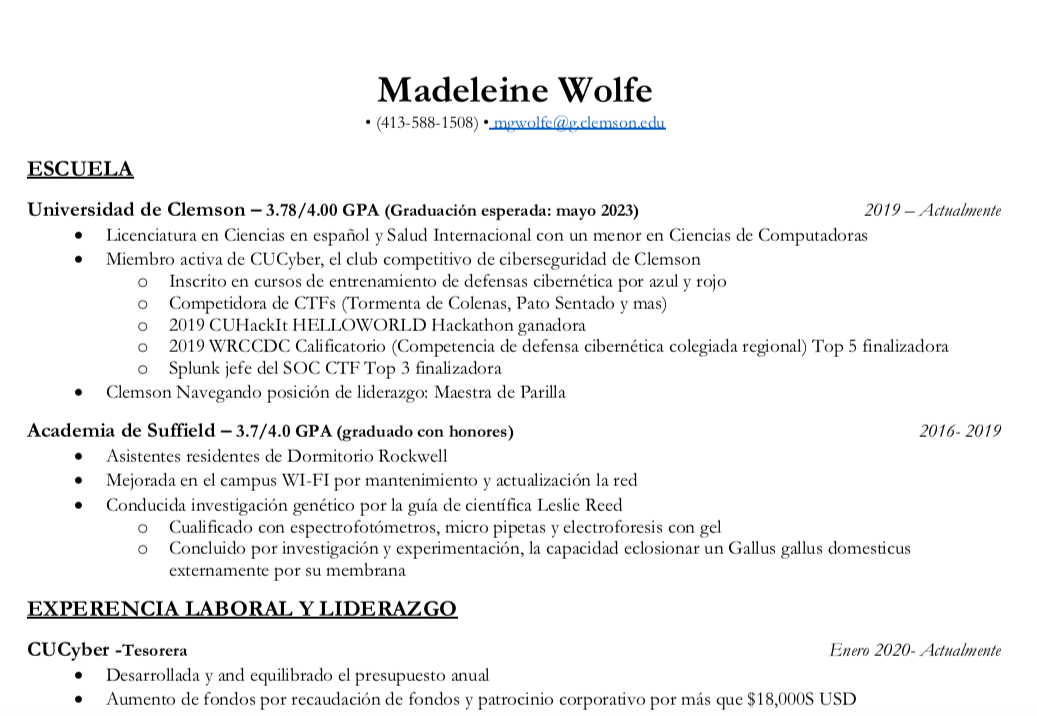 Madeleine Wolfe
• (413-588-1508) • mgwolfe@g.clemson.edu
ESCUELA
Universidad de Clemson – 3.78/4.00 GPA (Graduación esperada: mayo 2023) 2019 – Actualmente
• Licenciatura en Ciencias en español y Salud Internacional con un menor en Ciencias de Computadoras
• Miembro activa de CUCyber, el club competitivo de ciberseguridad de Clemson
o Inscrito en cursos de entrenamiento de defensas cibernética por azul y rojo
o Competidora de CTFs (Tormenta de Colenas, Pato Sentado y mas)
o 2019 CUHackIt HELLOWORLD Hackathon ganadora
o 2019 WRCCDC Calificatorio (Competencia de defensa cibernética colegiada regional) Top 5 finalizadora
o Splunk jefe del SOC CTF Top 3 finalizadora
• Clemson Navegando posición de liderazgo: Maestra de Parilla
Academia de Suffield – 3.7/4.0 GPA (graduado con honores) 2016- 2019
• Asistentes residentes de Dormitorio Rockwell
• Mejorada en el campus WI-FI por mantenimiento y actualización la red
• Conducida investigación genético por la guía de científica Leslie Reed
o Cualificado con espectrofotómetros, micro pipetas y electroforesis con gel
o Concluido por investigación y experimentación, la capacidad eclosionar un Gallus gallus domesticus
externamente por su membrana
EXPERENCIA LABORAL Y LIDERAZGO
CUCyber -Tesorera Enero 2020- Actualmente
• Desarrollada y and equilibrado el presupuesto anual
• Aumento de fondos por recaudación de fondos y patrocinio corporativo por más que $18,000S USD